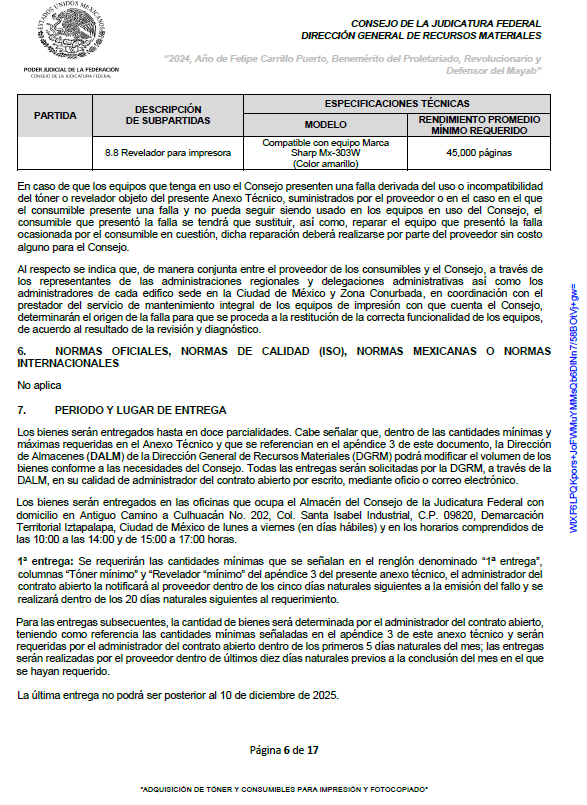 ESTADOS UNIDOS MEXICANOS
PODER JUDICIAL DE LA FEDERACIÓN
CONSEJO DE LA JUDICATURA FEDERAL
CONSEJO DE LA JUDICATURA FEDERAL
DIRECCIÓN GENERAL DE RECURSOS MATERIALES
"2024, Año de Felipe Carrillo Puerto, Benemérito del Proletariado, Revolucionario y
Defensor del Mayab"
PARTIDA
DESCRIPCIÓN
DE SUBPARTIDAS
ESPECIFICACIONES TÉCNICAS
MODELO
RENDIMIENTO PROMEDIO
MÍNIMO REQUERIDO
8.8 Revelador para impresora
Compatible con equipo Marca
Sharp Mx-303W
(Color amarillo)
45,000 páginas
En caso de que los equipos que tenga en uso el Consejo presenten una falla derivada del uso o incompatibilidad
del tóner o revelador objeto del presente Anexo Técnico, suministrados por el proveedor o en el caso en el que
el consumible presente una falla y no pueda seguir siendo usado en los equipos en uso del Consejo, el
consumible que presentó la falla se tendrá que sustituir, así como, reparar el equipo que presentó la falla
ocasionada por el consumible en cuestión, dicha reparación deberá realizarse por parte del proveedor sin costo
alguno para el Consejo.
Al respecto se indica que, de manera conjunta entre el proveedor de los consumibles y el Consejo, a través de
los representantes de las administraciones regionales y delegaciones administrativas así como los
administradores de cada edifico sede en la Ciudad de México y Zona Conurbada, en coordinación con el
prestador del servicio de mantenimiento integral de los equipos de impresión con que cuenta el Consejo,
determinarán el origen de la falla para que se proceda a la restitución de la correcta funcionalidad de los equipos,
de acuerdo al resultado de la revisión y diagnóstico.
6. NORMAS OFICIALES, NORMAS DE CALIDAD (ISO), NORMAS MEXICANAS O NORMAS
INTERNACIONALES
No aplica
7. PERIODO Y LUGAR DE ENTREGA
Los bienes serán entregados hasta en doce parcialidades. Cabe señalar que, dentro de las cantidades mínimas y
máximas requeridas en el Anexo Técnico y que se referencian en el apéndice 3 de este documento, la Dirección
de Almacenes (DALM) de la Dirección General de Recursos Materiales (DGRM) podrá modificar el volumen de los
bienes conforme a las necesidades del Consejo. Todas las entregas serán solicitadas por la DGRM, a través de la
DALM, en su calidad de administrador del contrato abierto por escrito, mediante oficio o correo electrónico.
Los bienes serán entregados en las oficinas que ocupa el Almacén del Consejo de la Judicatura Federal con
domicilio en Antiguo Camino a Culhuacán No. 202, Col. Santa Isabel Industrial, C.P. 09820, Demarcación
Territorial Iztapalapa, Ciudad de México de lunes a viernes (en días hábiles) y en los horarios comprendidos de
las 10:00 a las 14:00 y de 15:00 a 17:00 horas.
1ª entrega: Se requerirán las cantidades mínimas que se señalan en el renglón denominado "1ª entrega",
columnas "Tóner mínimo" y "Revelador "mínimo" del apéndice 3 del presente anexo técnico, el administrador del
contrato abierto la notificará al proveedor dentro de los cinco días naturales siguientes a la emisión del fallo y se
realizará dentro de los 20 días naturales siguientes al requerimiento.
Para las entregas subsecuentes, la cantidad de bienes será determinada por el administrador del contrato abierto,
teniendo como referencia las cantidades mínimas señaladas en el apéndice 3 de este anexo técnico y serán
requeridas por el administrador del contrato abierto dentro de los primeros 5 días naturales del mes; las entregas
serán realizadas por el proveedor dentro de últimos diez días naturales previos a la conclusión del mes en el que
se hayan requerido.
La última entrega no podrá ser posterior al 10 de diciembre de 2025.
Página 6 de 17
"ADQUISICIÓN DE TÓNER Y CONSUMIBLES PARA IMPRESIÓN Y FOTOCOPIADO"